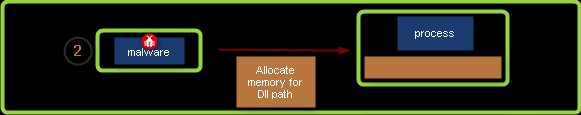 2
malware
process
Allocate
memory for
Dll path